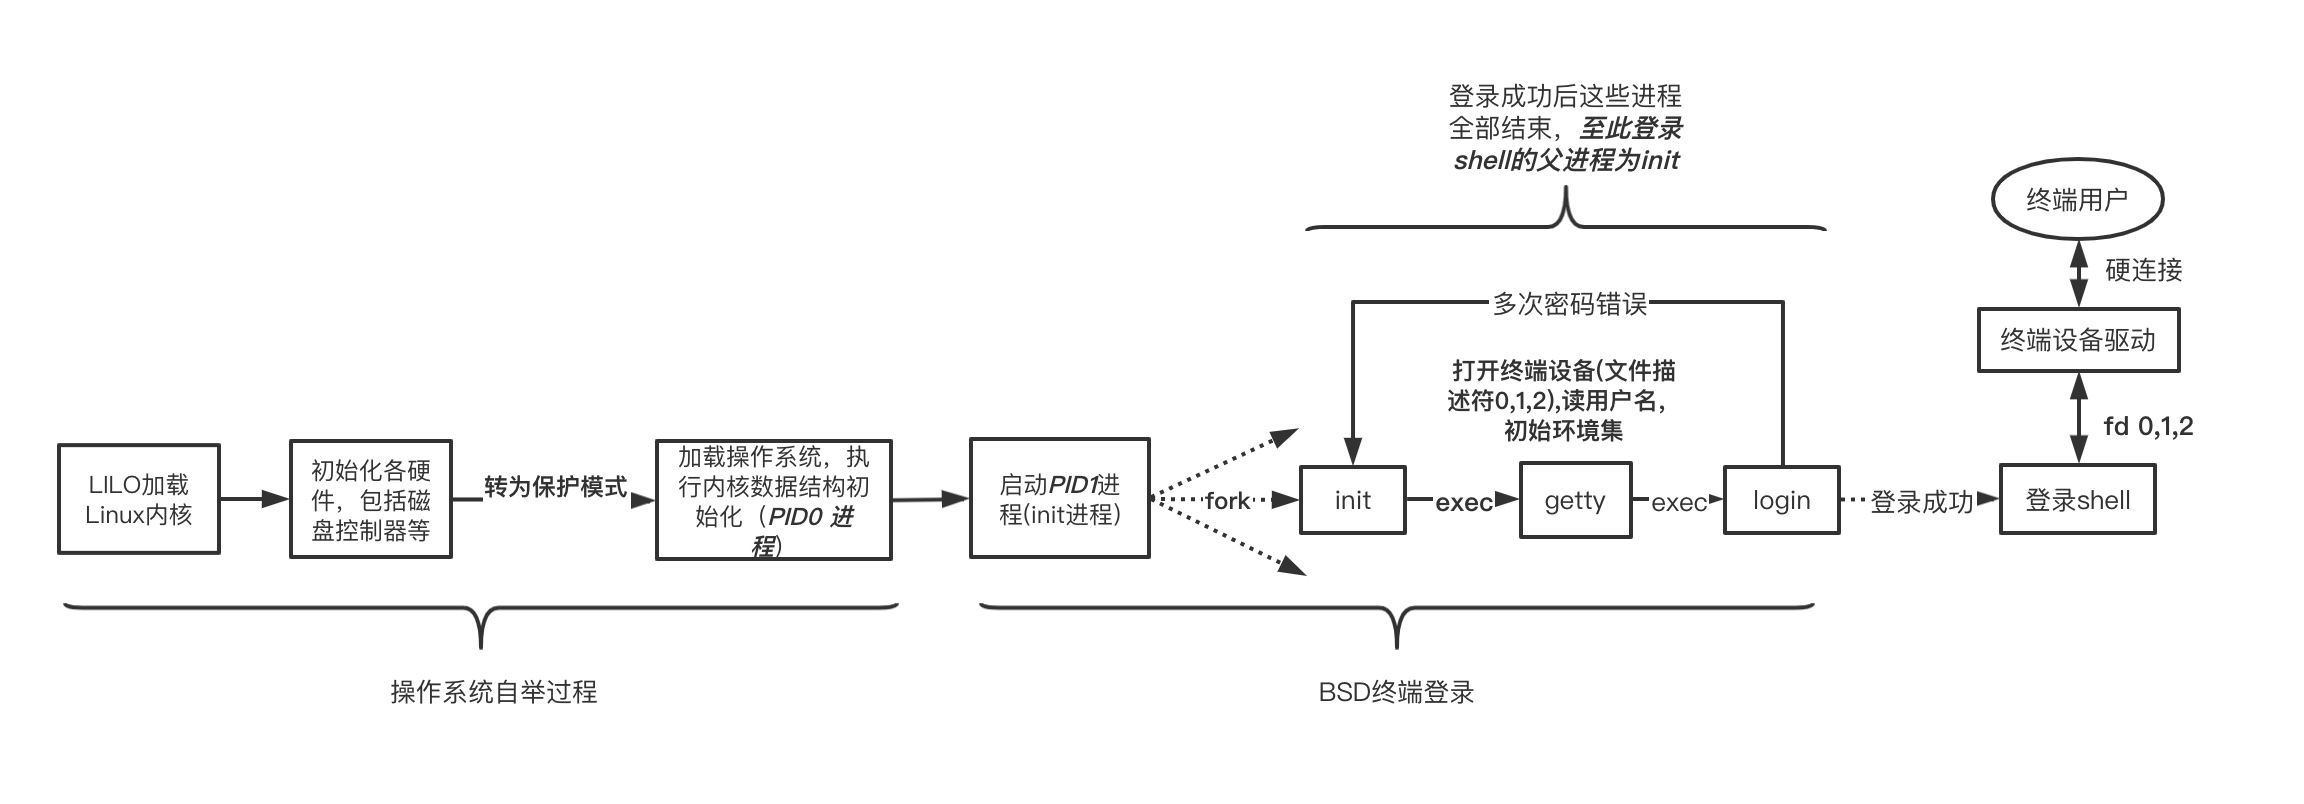 登录成功后这些进程
全部结束，至此登录
shell的父进程为init
终端用户
硬连接
多次密码错误
终端设备驱动
打开终端设备(文件描
述符0,1,2),读用户名，
初始环境集
fd 0,1,2
LILO加载
Linux内核
初始化各硬
件，包括磁
盘控制器等
转为保护模式
加载操作系统，执
行内核数据结构初
始化（PID0 进
程)
启动PID1进
程(init进程)
fork
init
exec
getty
exec
login
登录成功
登录shell
操作系统自举过程
BSD终端登录